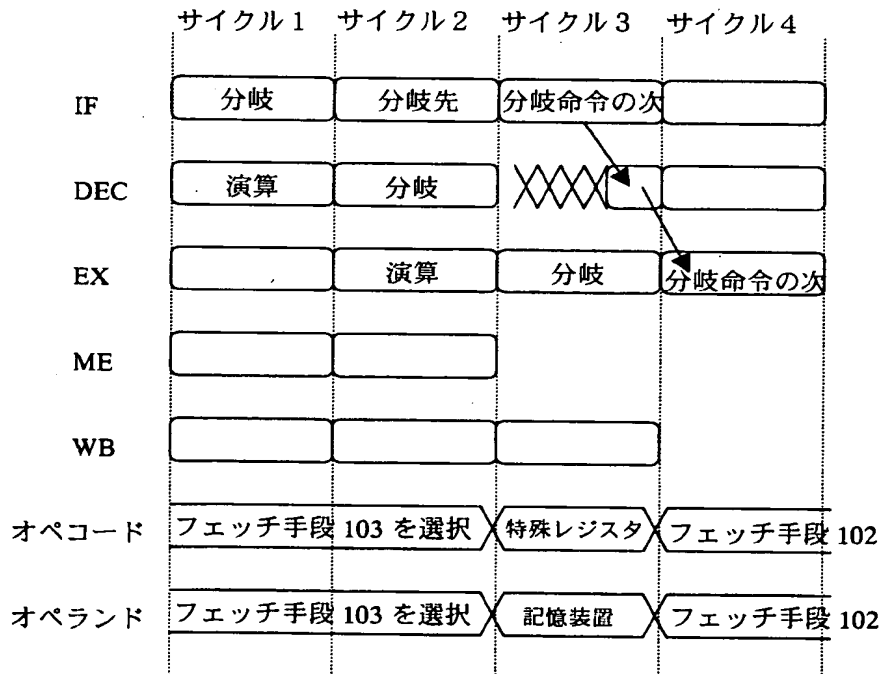 サイクル1 サイクル2 サイクル3 サイクル4
IF 分岐 分岐先 分岐命令の次
DEC 演算 分岐
EX 演算 分岐 分岐命令の次
ME
WB
オペコード フェッチ手段 103 を選択 特殊レジスタ フェッチ手段 102
オペランド フェッチ手段 103 を選択 記憶装置 フェッチ手段 102